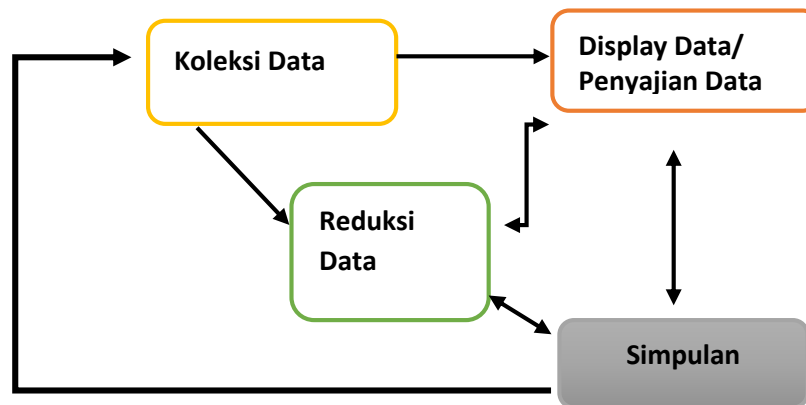 Koleksi Data
Display Data/
Penyajian Data
Reduksi
Data
Simpulan